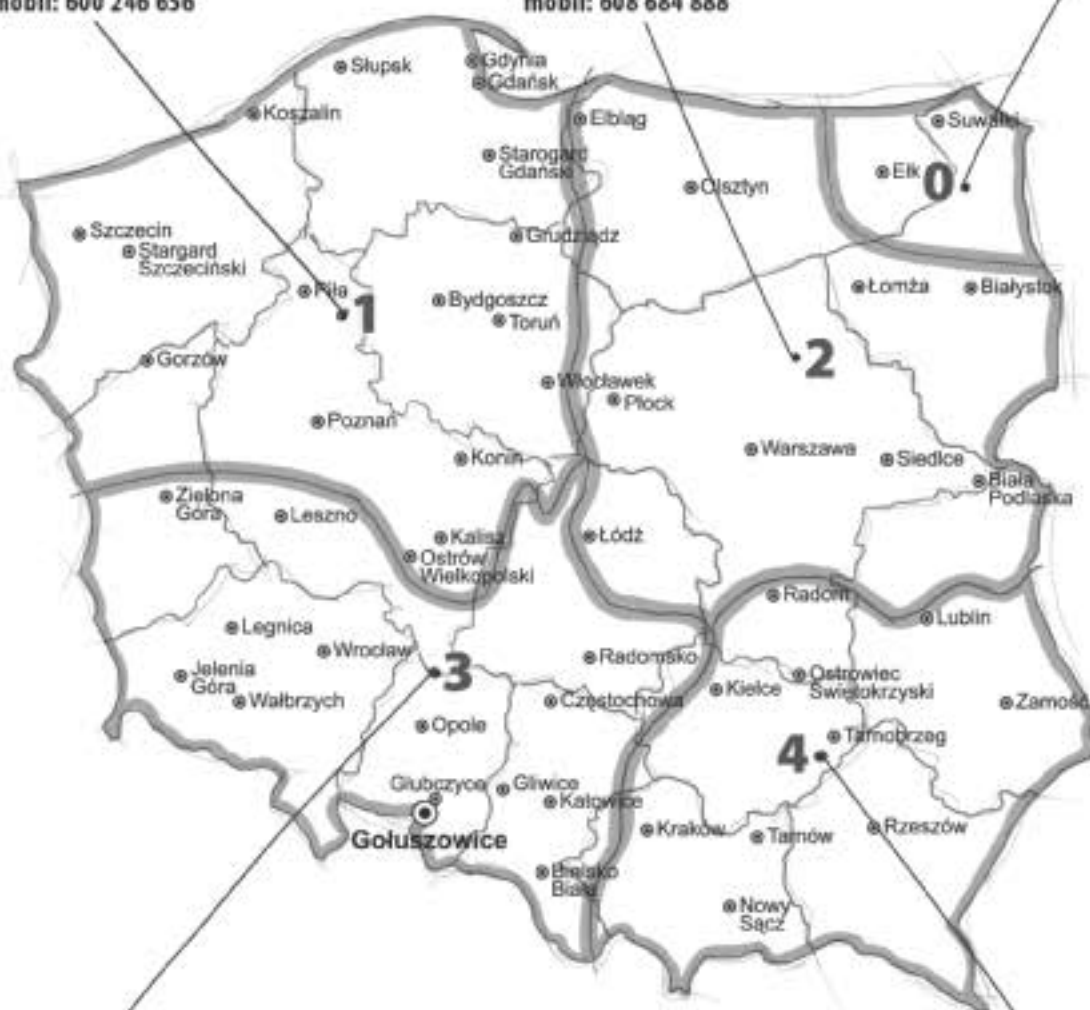 mobil: 600 246 656
mobil: 608 684 888
Słupsk
Gdynia
Gdańsk
Koszalin
Elbląg
Suwałki
Starogard
Gdański
Ełk
0
Olsztyn
Szczecin
Stargard
Szczeciński
Grudziądz
Piła
1
Bydgoszcz
Toruń
Łomża
Białystok
Gorzów
2
Włocławek
Płock
Poznań
Warszawa
Konin
Siedlce
Biała
Podlaska
Zielona
Góra
Leszno
Kalisz
Łódź
Ostrów
Wielkopolski
Radom
Lublin
Legnica
Wrocław
Radomsko
Jelenia
Góra
3
Ostrowiec
Świętokrzyski
Wałbrzych
Częstochowa
Kielce
Zamość
Opole
Tarnobrzeg
4
Głubczyce
Gliwice
Katowice
Gołuszowice
Kraków
Tarnów
Rzeszów
Bielsko
Biała
Nowy
Sącz